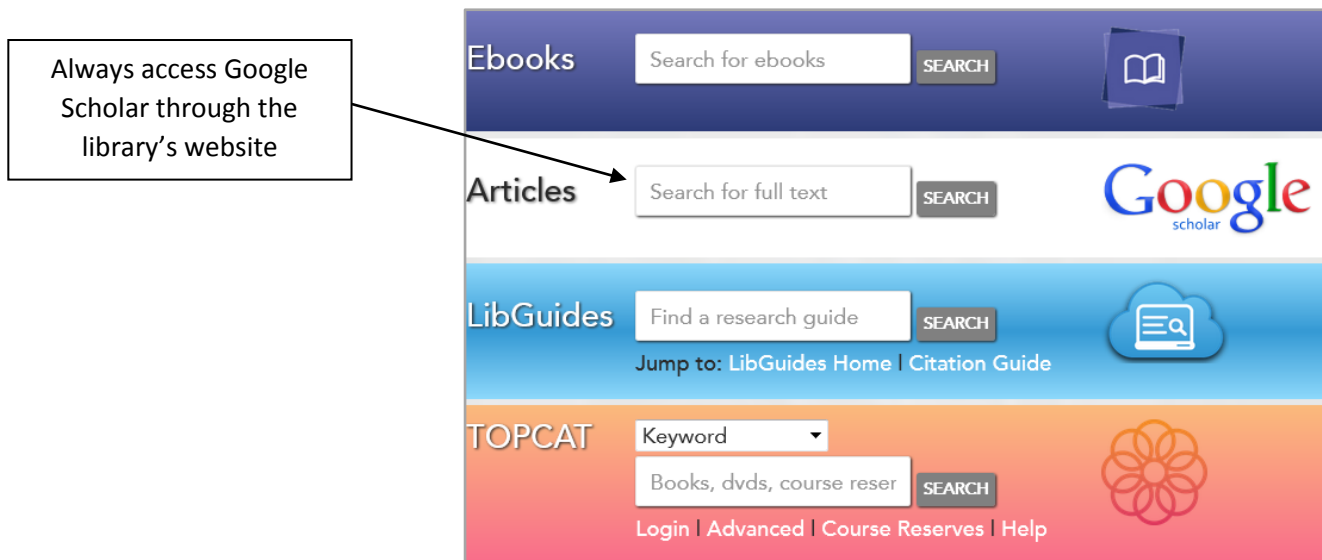 Always access Google
Scholar through the
library’s website
Ebooks
Search for ebooks
SEARCH
Articles
Search for full text
SEARCH
Google
scholar
LibGuides
Find a research guide
SEARCH
Jump to: LibGuides Home | Citation Guide
TOPCAT
Keyword
Books, dvds, course reser
SEARCH
Login | Advanced | Course Reserves | Help